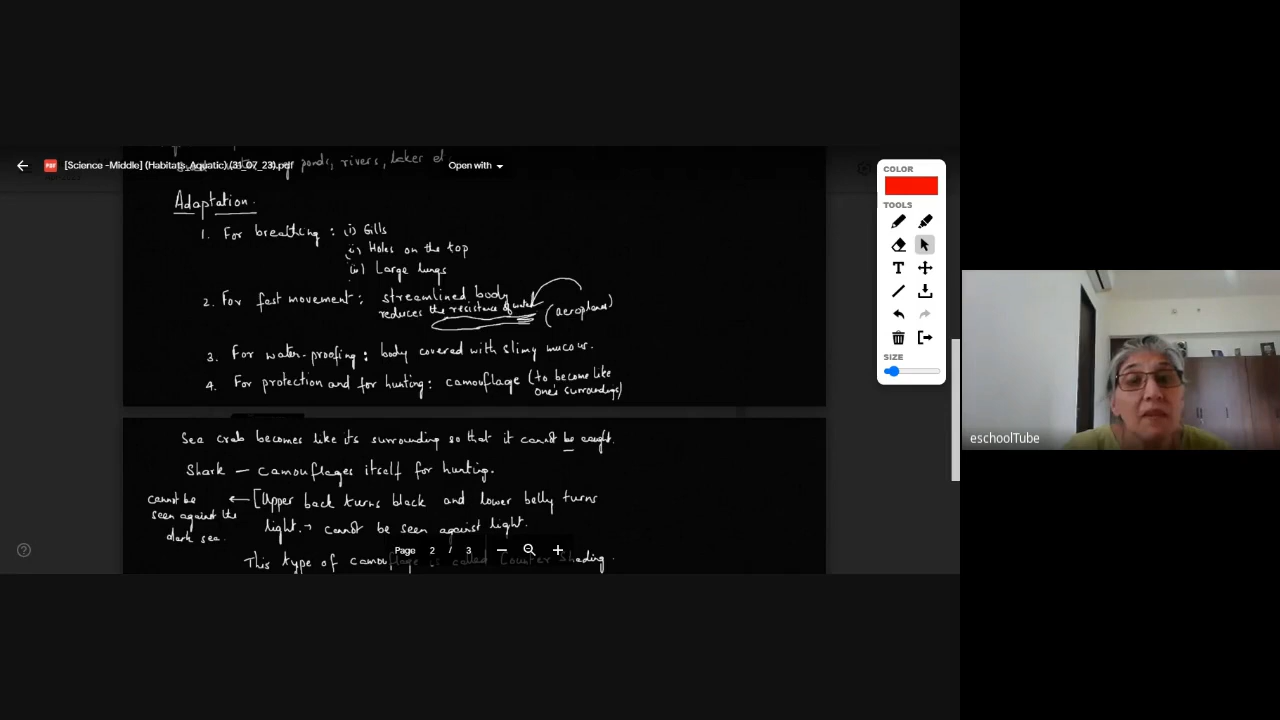 [Science -Middle] (Habitats_Aquatic)_(31_07_23).pdf
Open with
ponds, rivers, Lakes
Adaptation.
1. For breathing : (i) Gills
(ii) Holes on the top
(iii) Large lungs
2. For fast movement : streamlined body
reduces the resistance of water (aeroplanes)
3. For water-proofing : body covered with slimy mucous.
4. For protection and for hunting : camouflage (to become like
one's surroundings)
Sea crab becomes like its surrounding so that it cannot be caught.
Shark — camouflages itself for hunting.
cannot be ← [Upper back turns black and lower belly turns
seen against the light. → cannot be seen against light.
dark sea.
This type of camouflage is called Counter Shading.
Page 2 / 3
COLOR
TOOLS
T
SIZE
eschoolTube
PDF